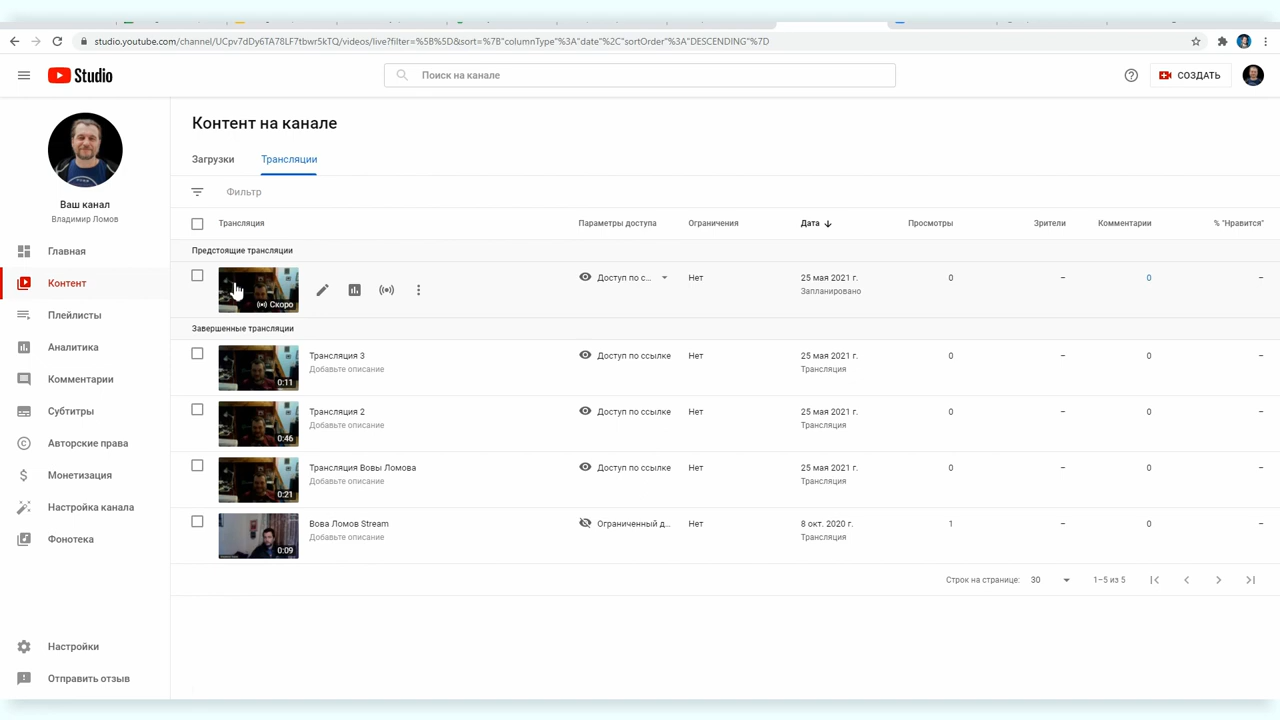 studio.youtube.com/channel/UCpv7dDy6TA78LF7tbwr5kTQ/videos/live?filter=%5B%5D&sort=%7B"columnType"%3A"date"%2C"sortOrder"%3A"DESCENDING"%7D
Studio
Поиск на канале
СОЗДАТЬ
Ваш канал
Владимир Ломов
Главная
Контент
Плейлисты
Аналитика
Комментарии
Субтитры
Авторские права
Монетизация
Настройка канала
Фонотека
Настройки
Отправить отзыв
Контент на канале
Загрузки Трансляции
Фильтр
Трансляция Параметры доступа Ограничения Дата Просмотры Зрители Комментарии % "Нравится"
Предстоящие трансляции
Скоро Доступ по с... Нет 25 мая 2021 г. 0 – 0 –
Запланировано
Завершенные трансляции
Трансляция 3 Доступ по ссылке Нет 25 мая 2021 г. 0 – 0 –
0:11 Добавьте описание Трансляция
Трансляция 2 Доступ по ссылке Нет 25 мая 2021 г. 0 – 0 –
0:46 Добавьте описание Трансляция
Трансляция Вовы Ломова Доступ по ссылке Нет 25 мая 2021 г. 0 – 0 –
0:21 Добавьте описание Трансляция
Вова Ломов Stream Ограниченный д... Нет 8 окт. 2020 г. 1 – 0 –
0:09 Добавьте описание Трансляция
Строк на странице: 30 1–5 из 5